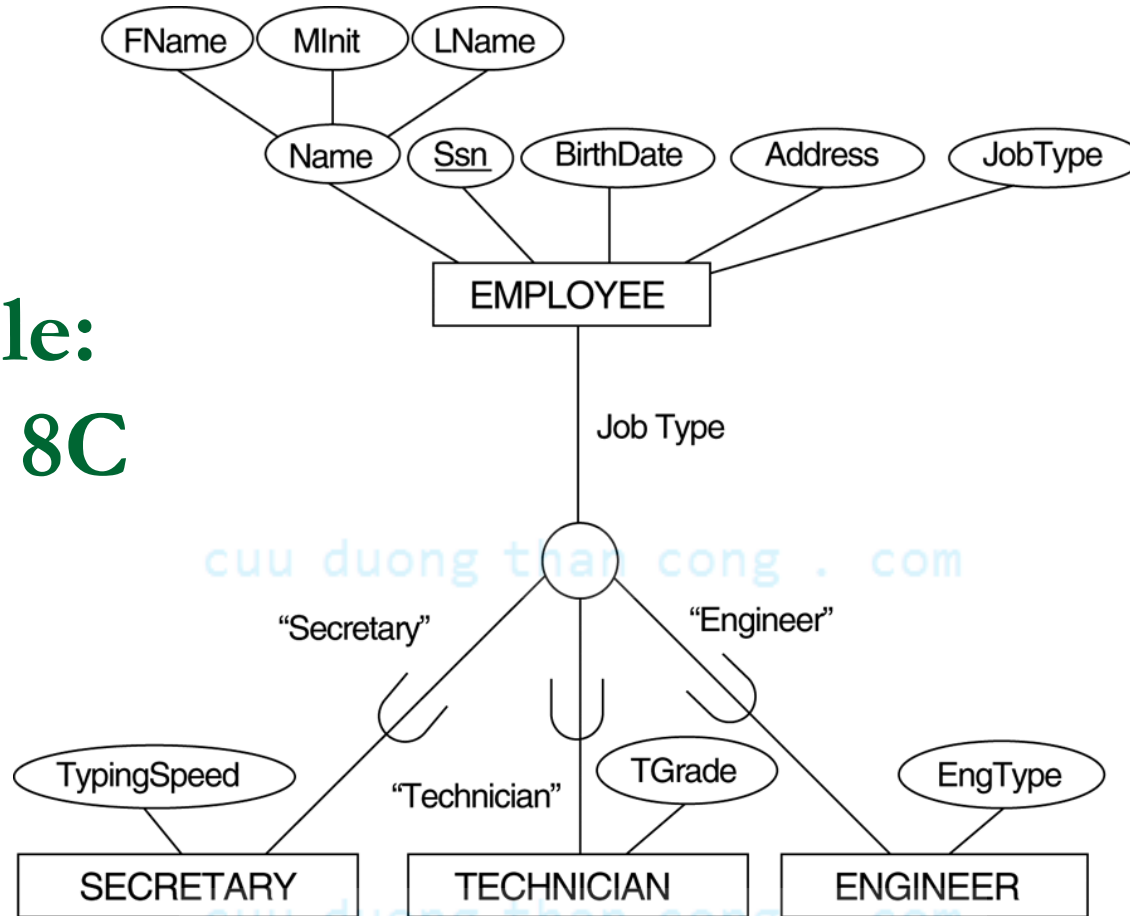 FName MInit LName
Name Ssn BirthDate Address JobType
EMPLOYEE
le:
8C
Job Type
cuu duong than cong . com
"Secretary" "Engineer"
"Technician"
TypingSpeed TGrade EngType
SECRETARY TECHNICIAN ENGINEER